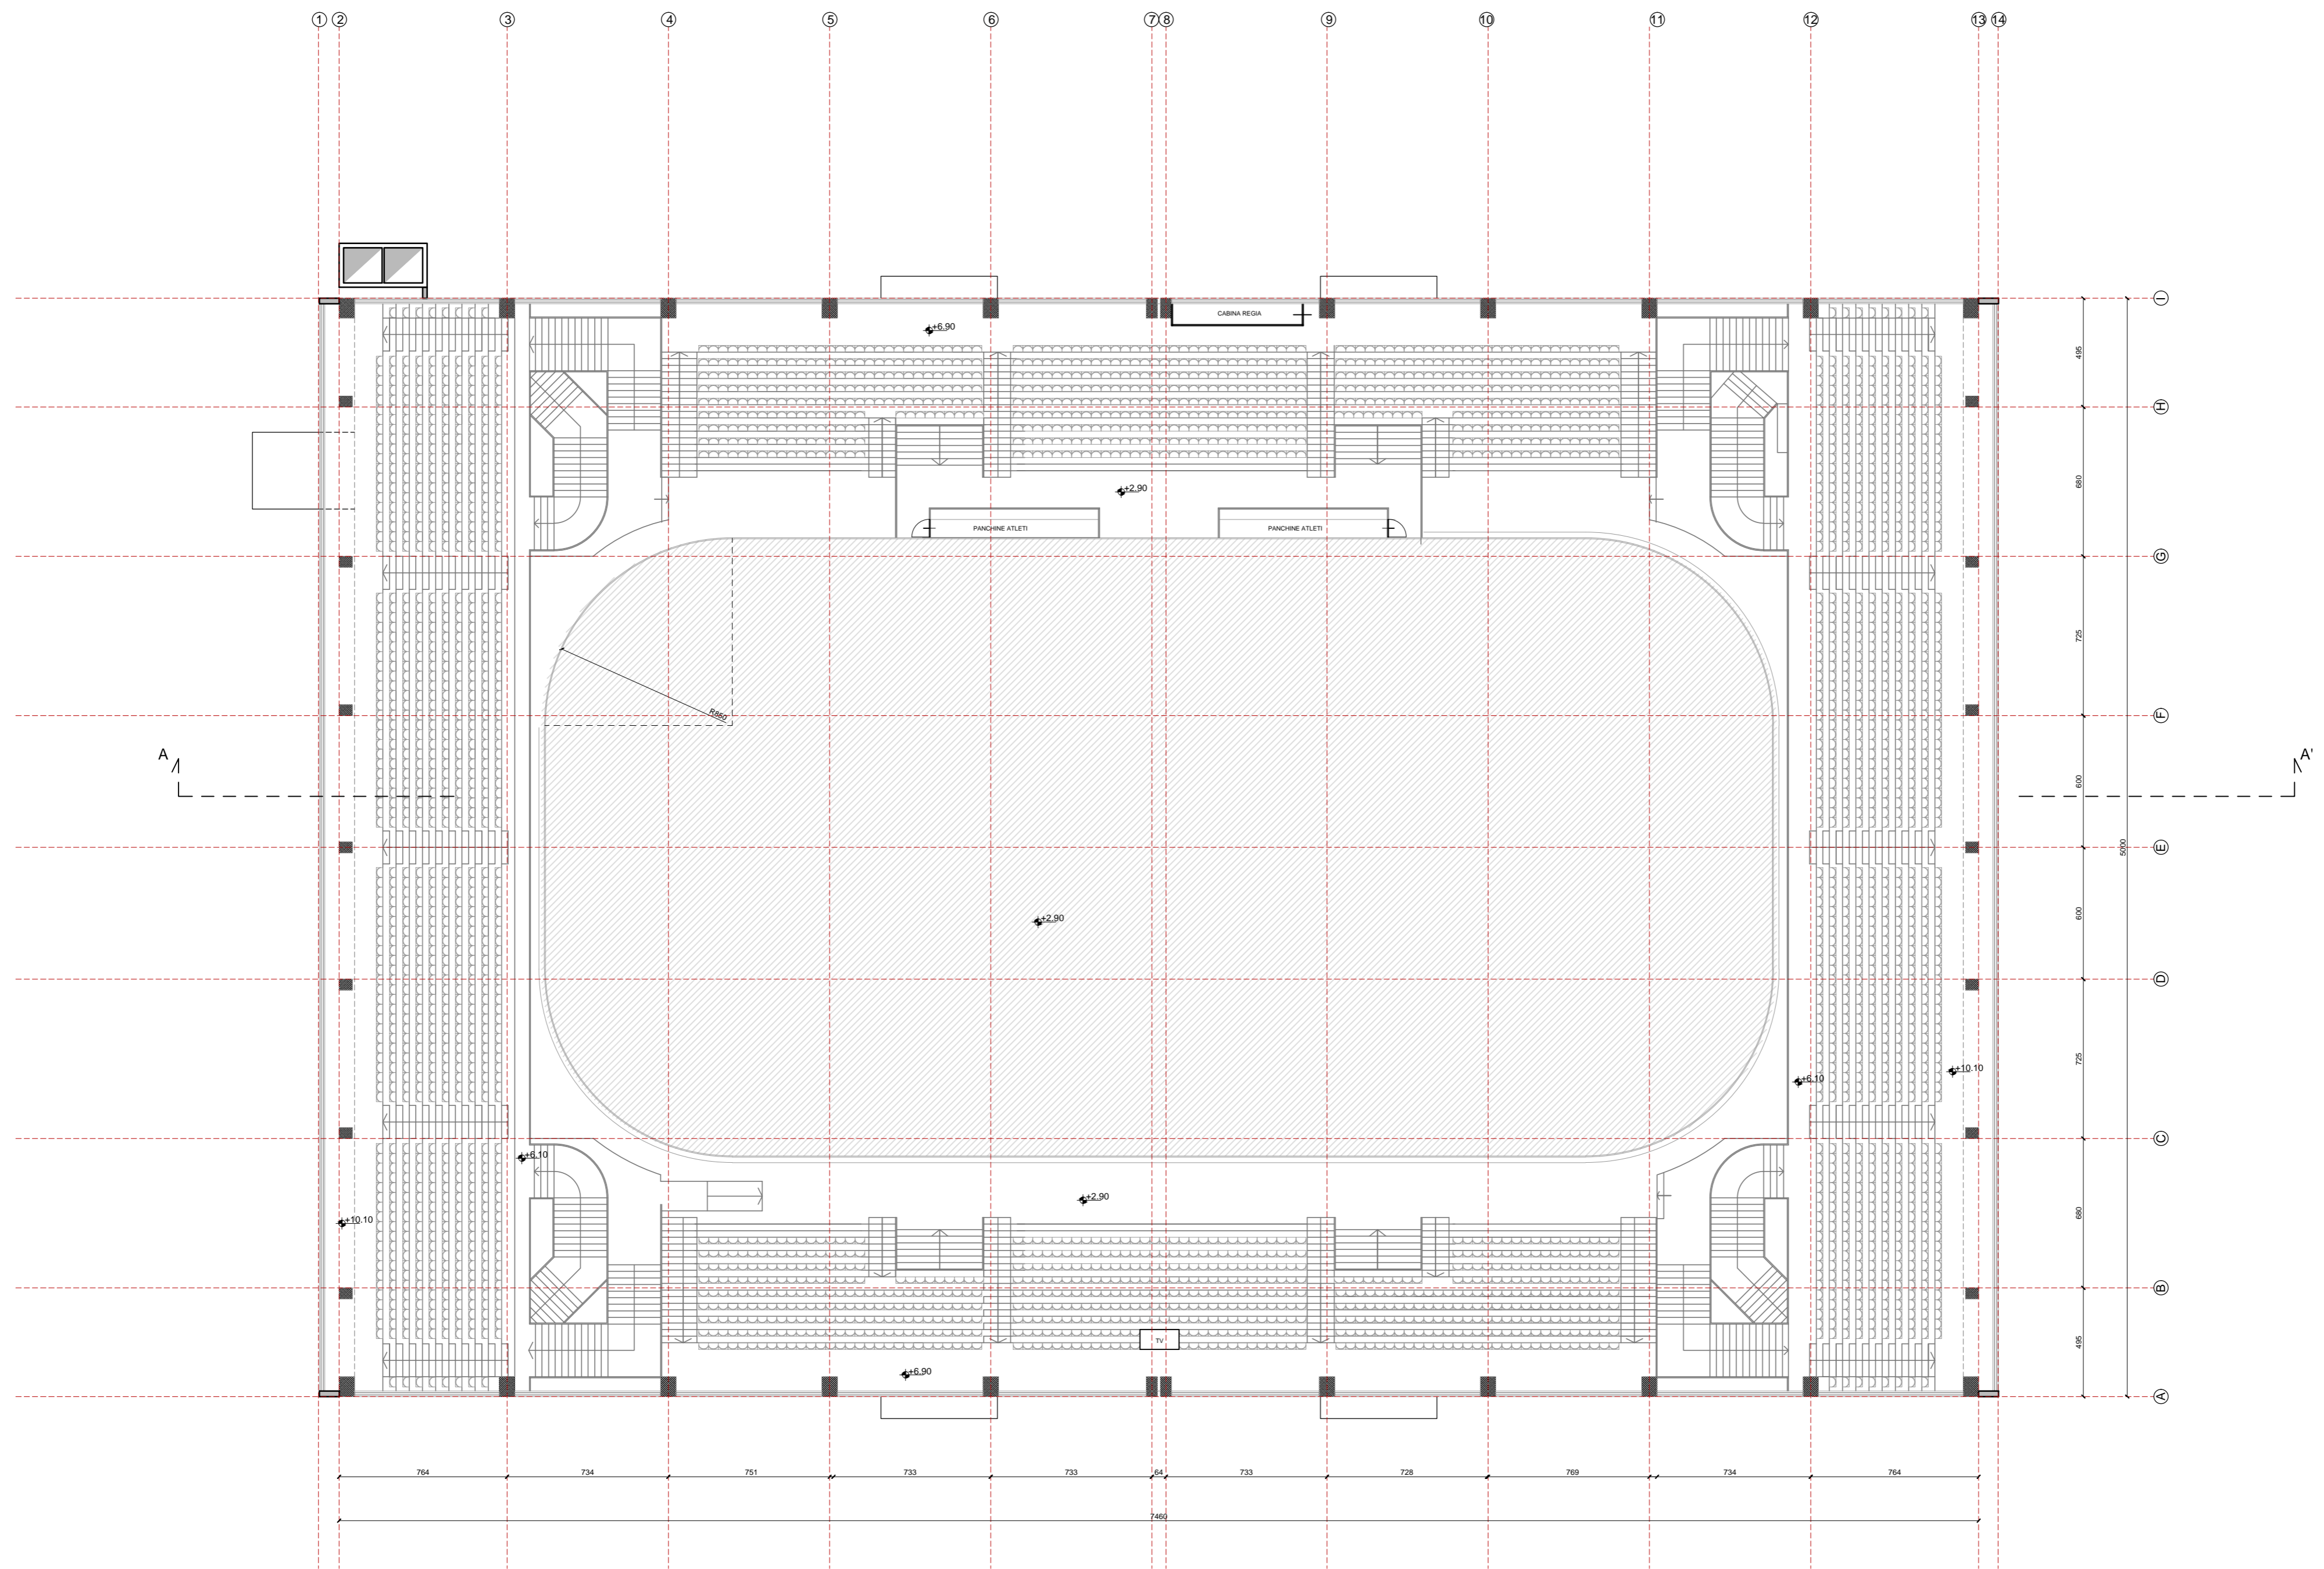 1 2 3 4 5 6 7 8 9 10 11 12 13 14
I
CABINA REGIA
+6.90
495
H
680
+2.90
PANCHINE ATLETI PANCHINE ATLETI
G
725
R850
F
A A'
600
E
5000
600
+2.90
D
725
+10.10
+6.10
C
+6.10
+2.90
680
+10.10
B
TV
495
+6.90
A
764 734 751 733 733 64 733 728 769 734 764
7460